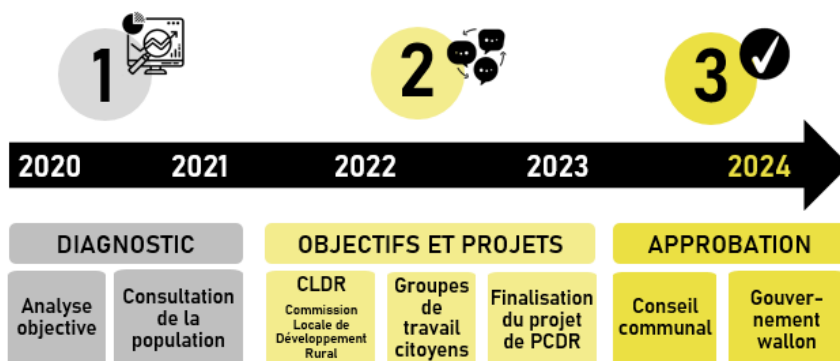 1
2
3
2020 2021 2022 2023 2024
DIAGNOSTIC
OBJECTIFS ET PROJETS
APPROBATION
Analyse
objective
Consultation
de la
population
CLDR
Commission
Locale de
Développement
Rural
Groupes
de
travail
citoyens
Finalisation
du projet
de PCDR
Conseil
communal
Gouver-
nement
wallon